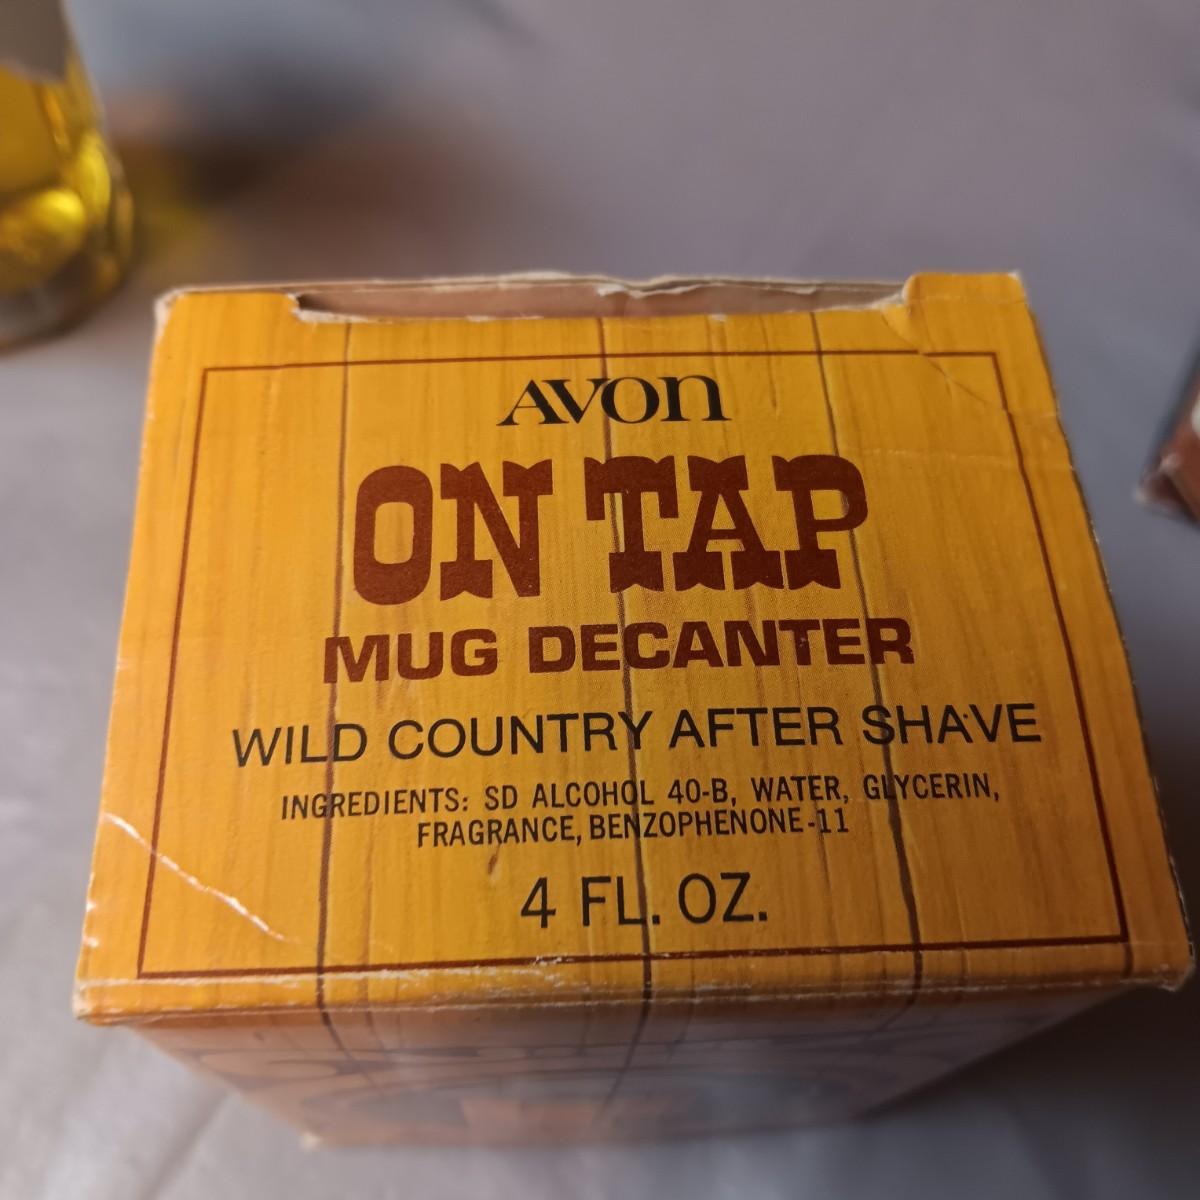 AVON
ON TAP
MUG DECANTER
WILD COUNTRY AFTER SHAVE
INGREDIENTS: SD ALCOHOL 40-B, WATER, GLYCERIN,
FRAGRANCE, BENZOPHENONE-11
4 FL. OZ.